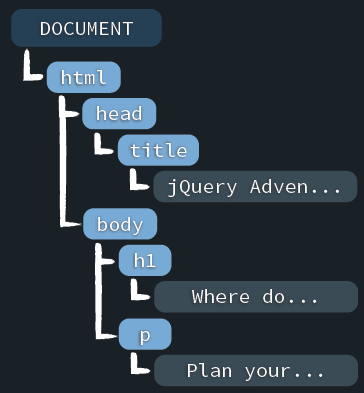 DOCUMENT
html
head
title
jQuery Adven...
body
h1
Where do...
p
Plan your...